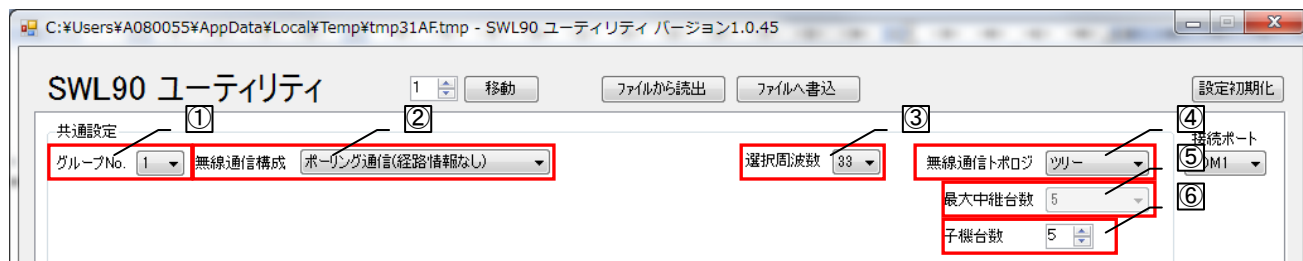 C:¥Users¥A080055¥AppData¥Local¥Temp¥tmp31AF.tmp - SWL90 ユーティリティ バージョン1.0.45
SWL90 ユーティリティ 1 移動 ファイルから読出 ファイルへ書込 設定初期化
共通設定 ① ② ③ ④ 接続ポート
グループNo. 1 無線通信構成 ポーリング通信(経路情報なし) 選択周波数 33 無線通信トポロジ ツリー ⑤ OM1
最大中継台数 5 ⑥
子機台数 5